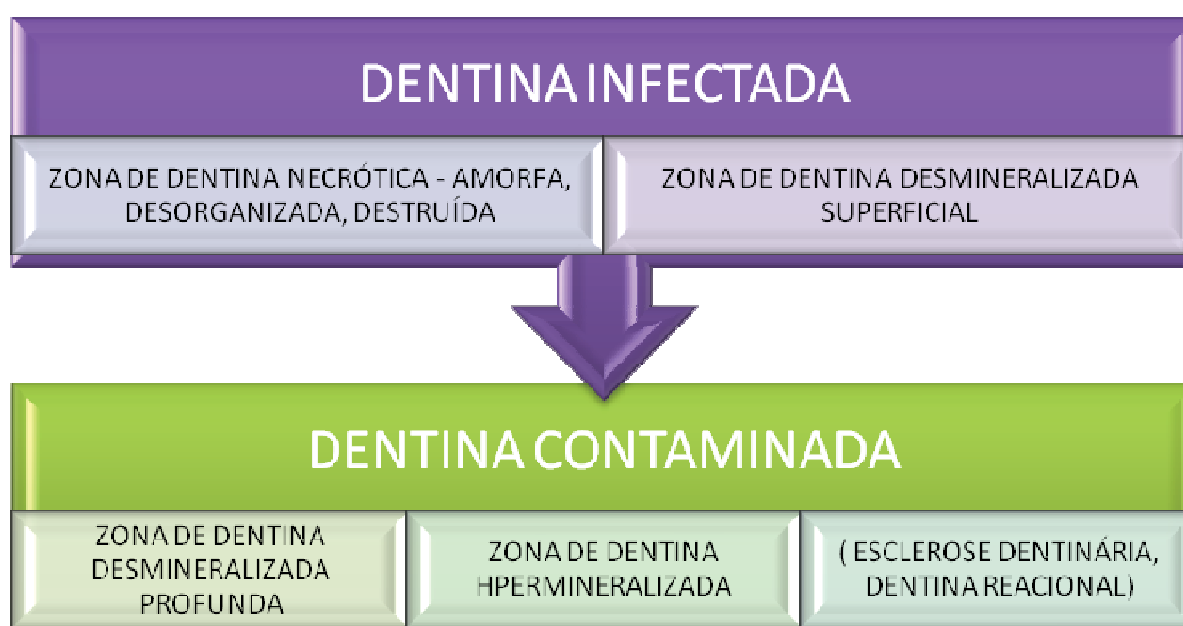 DENTINA INFECTADA
ZONA DE DENTINA NECRÓTICA - AMORFA,
DESORGANIZADA, DESTRUÍDA
ZONA DE DENTINA DESMINERALIZADA
SUPERFICIAL
DENTINA CONTAMINADA
ZONA DE DENTINA
DESMINERALIZADA
PROFUNDA
ZONA DE DENTINA
HPERMINERALIZADA
( ESCLEROSE DENTINÁRIA,
DENTINA REACIONAL)